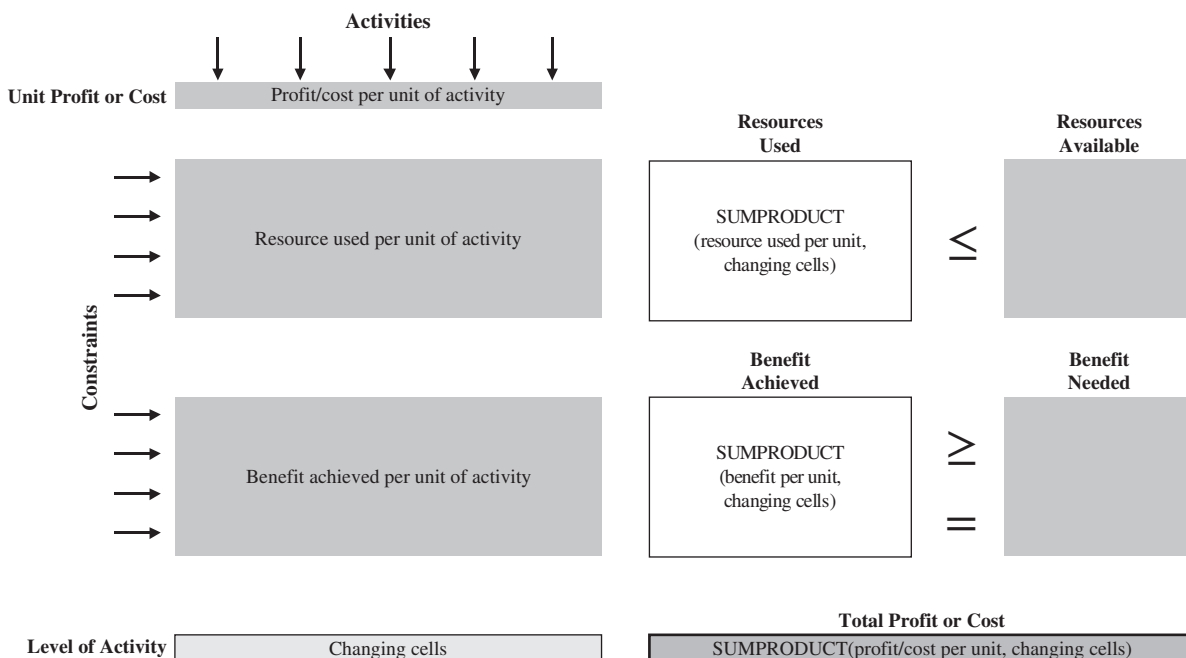 Activities
Unit Profit or Cost
Profit/cost per unit of activity
Resources
Used
Resources
Available
Constraints
Resource used per unit of activity
SUMPRODUCT
(resource used per unit,
changing cells)
≤
Benefit
Achieved
Benefit
Needed
Benefit achieved per unit of activity
SUMPRODUCT
(benefit per unit,
changing cells)
≥
=
Total Profit or Cost
Level of Activity
Changing cells
SUMPRODUCT(profit/cost per unit, changing cells)